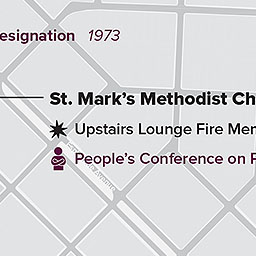 esignation 1973
St. Mark's Methodist Ch
Upstairs Lounge Fire Mem
People's Conference on